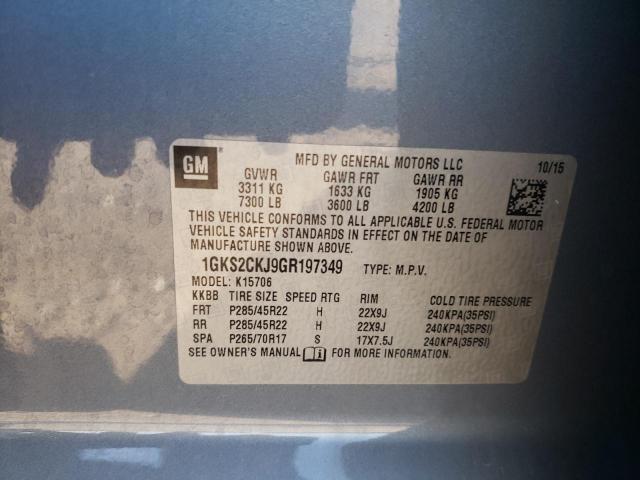 GM
MFD BY GENERAL MOTORS LLC 10/15
GVWR GAWR FRT GAWR RR
3311 KG 1633 KG 1905 KG
7300 LB 3600 LB 4200 LB
THIS VEHICLE CONFORMS TO ALL APPLICABLE U.S. FEDERAL MOTOR
VEHICLE SAFETY STANDARDS IN EFFECT ON THE DATE OF
MANUFACTURE SHOWN ABOVE.
1GKS2CKJ9GR197349 TYPE: M.P.V.
MODEL: K15706
KKBB TIRE SIZE SPEED RTG RIM COLD TIRE PRESSURE
FRT P285/45R22 H 22X9J 240KPA(35PSI)
RR P285/45R22 H 22X9J 240KPA(35PSI)
SPA P265/70R17 S 17X7.5J 240KPA(35PSI)
SEE OWNER'S MANUAL FOR MORE INFORMATION.